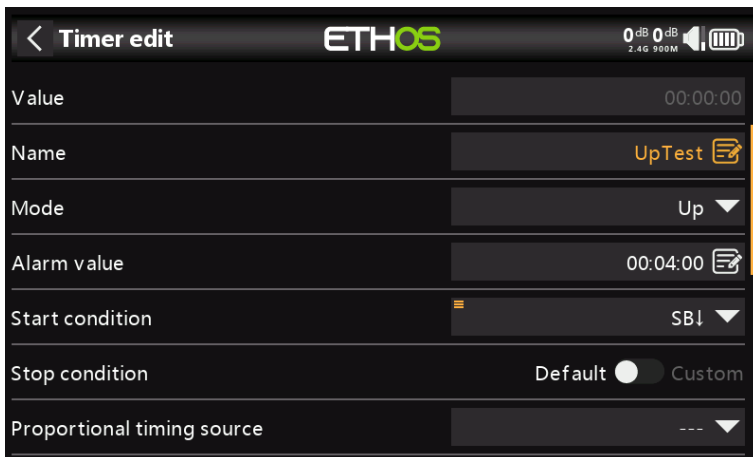 Timer edit
ETHOS
0dB 0dB
2.4G 900M
Value 00:00:00
Name UpTest
Mode Up
Alarm value 00:04:00
Start condition SB↓
Stop condition Default Custom
Proportional timing source ---